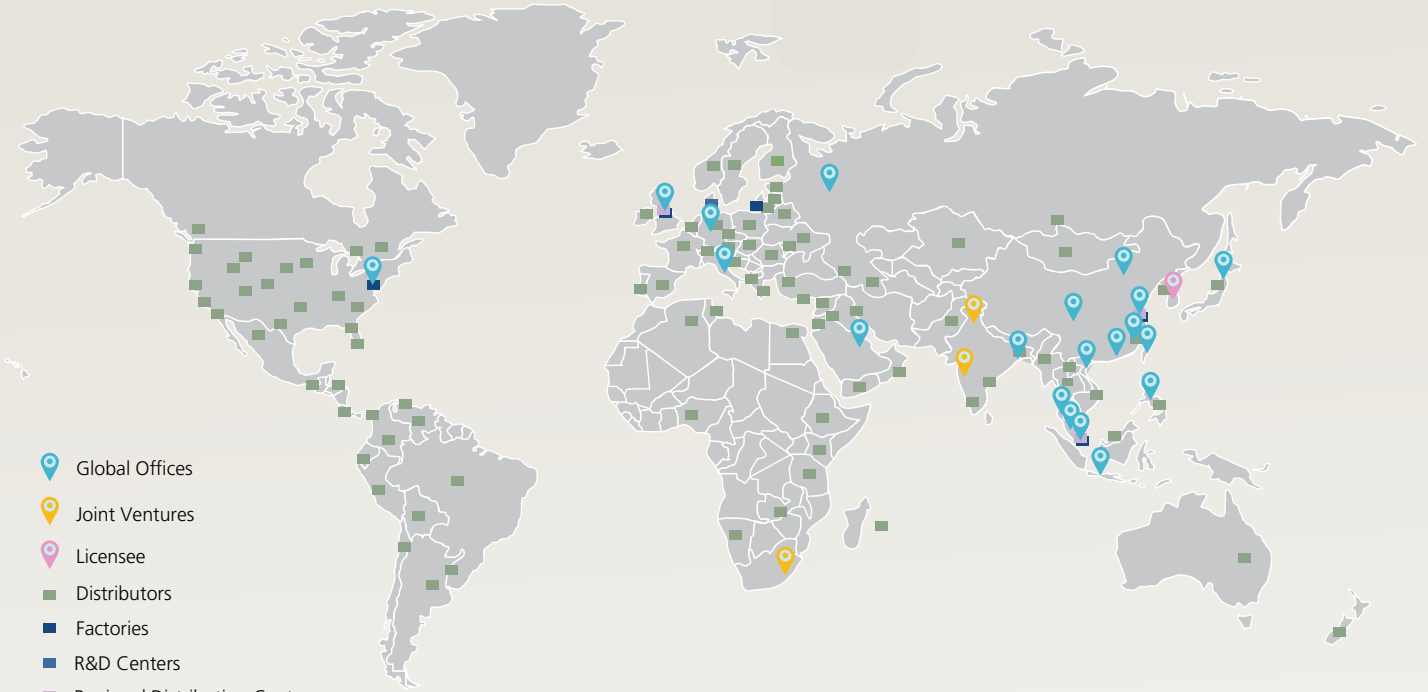 Global Offices
Joint Ventures
Licensee
Distributors
Factories
R&D Centers